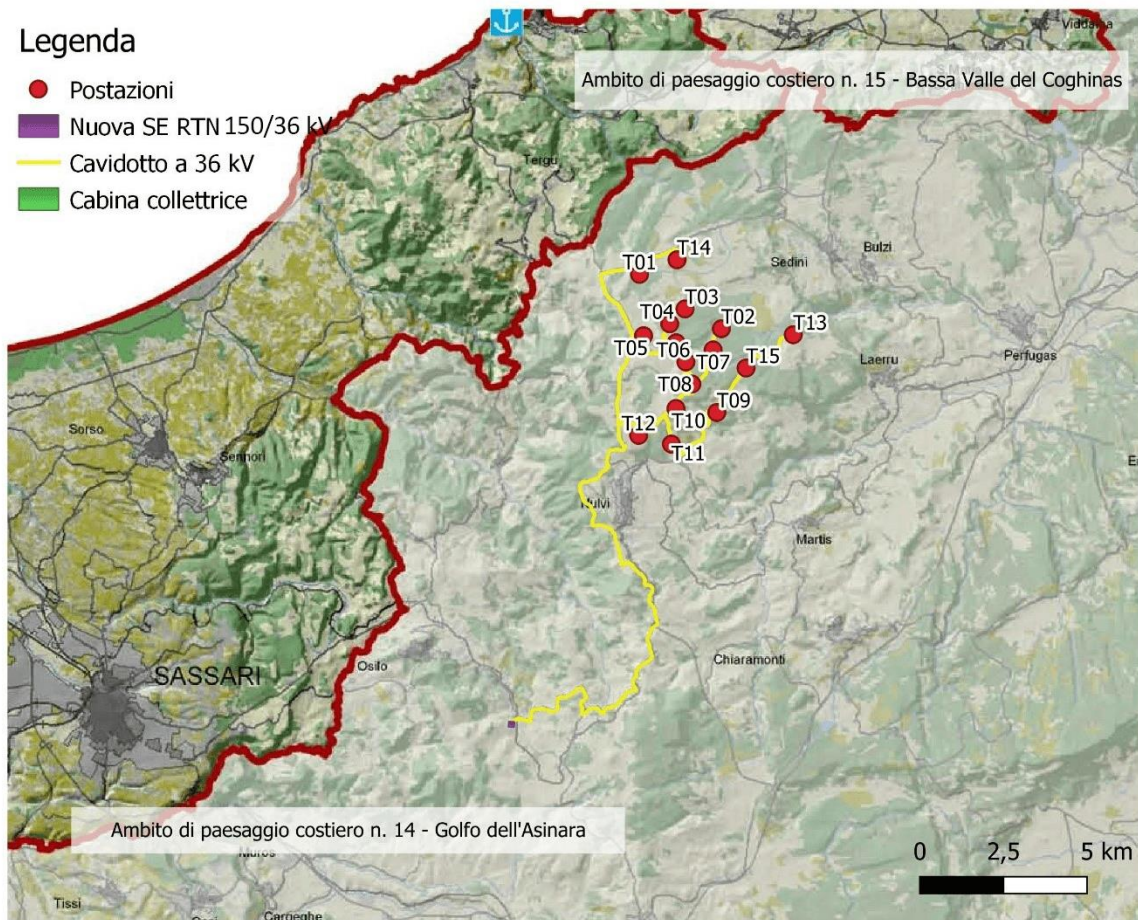 Legenda
Postazioni
Nuova SE RTN 150/36 kV
Cavidotto a 36 kV
Cabina collettrice
Ambito di paesaggio costiero n. 15 - Bassa Valle del Coghinas
Tergu
Bulzi
Sedini
T14
T01
T03
T04
T02
T13
T05
T06
T07
T15
Laerru
Perfugas
T08
T09
T10
T12
T11
Sorso
Sennori
Nulvi
Martis
Chiaramonti
Osilo
SASSARI
Ambito di paesaggio costiero n. 14 - Golfo dell'Asinara
Muros
Tissi
Cargeghe
0 2,5 5 km